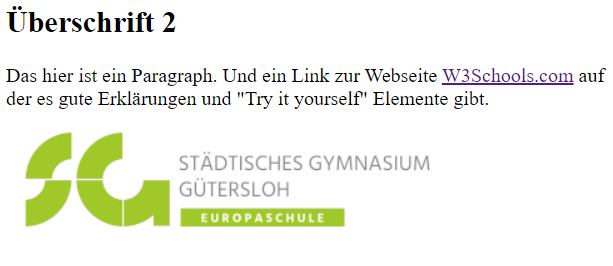 Überschrift 2
Das hier ist ein Paragraph. Und ein Link zur Webseite W3Schools.com auf
der es gute Erklärungen und "Try it yourself" Elemente gibt.
SG
STÄDTISCHES GYMNASIUM
GÜTERSLOH
EUROPASCHULE